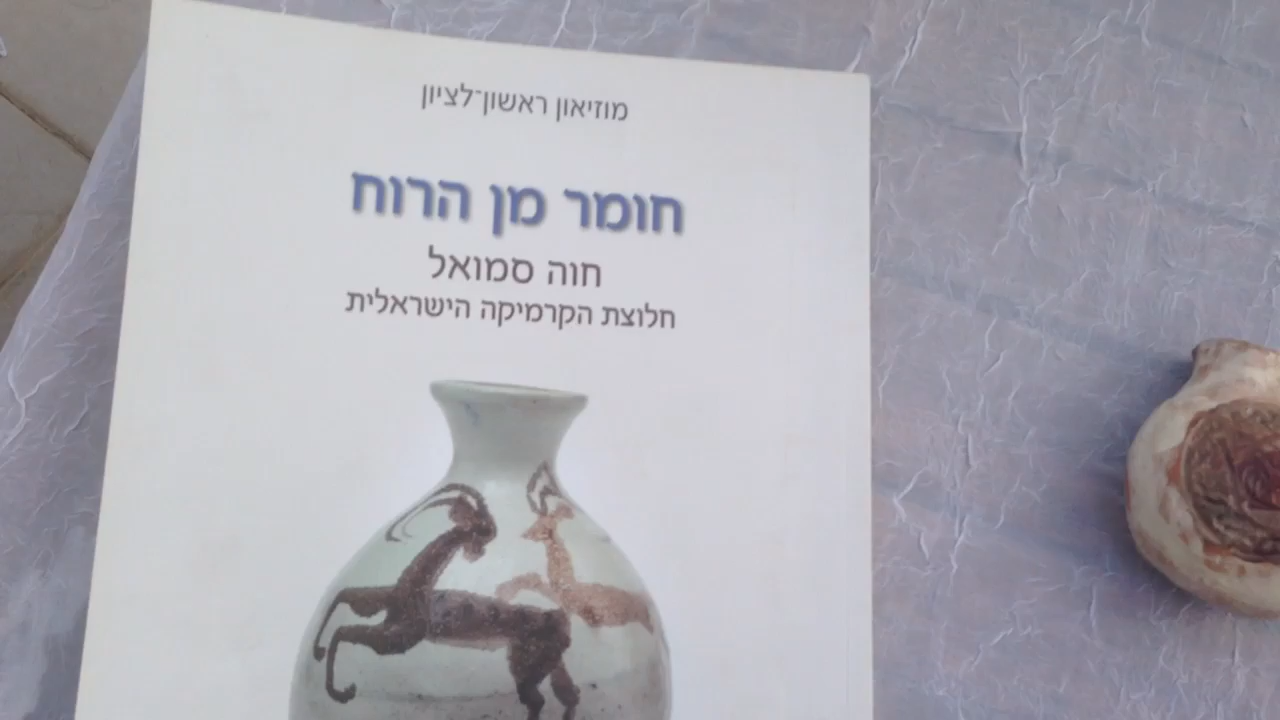 מוזיאון ראשון־לציון
חומר מן הרוח
חוה סמואל
חלוצת הקרמיקה הישראלית